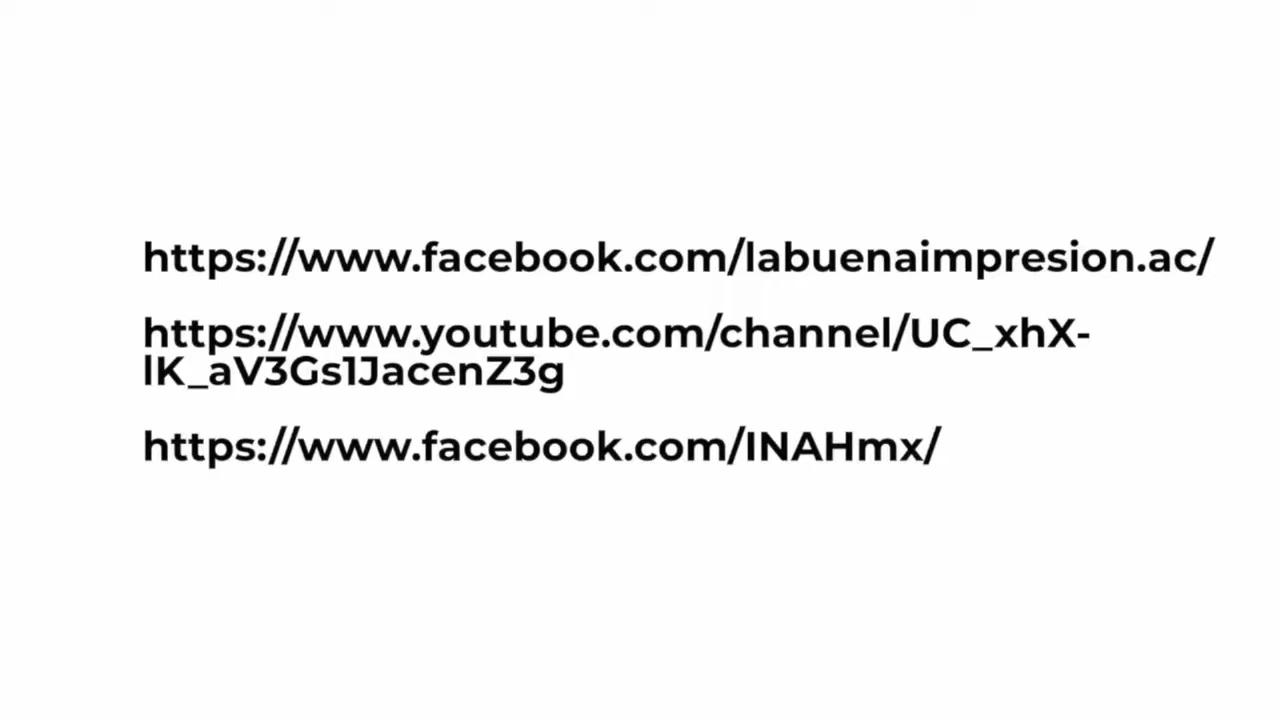 https://www.facebook.com/labuenaimpresion.ac/
https://www.youtube.com/channel/UC_xhX-
lK_aV3Gs1JacenZ3g
https://www.facebook.com/INAHmx/